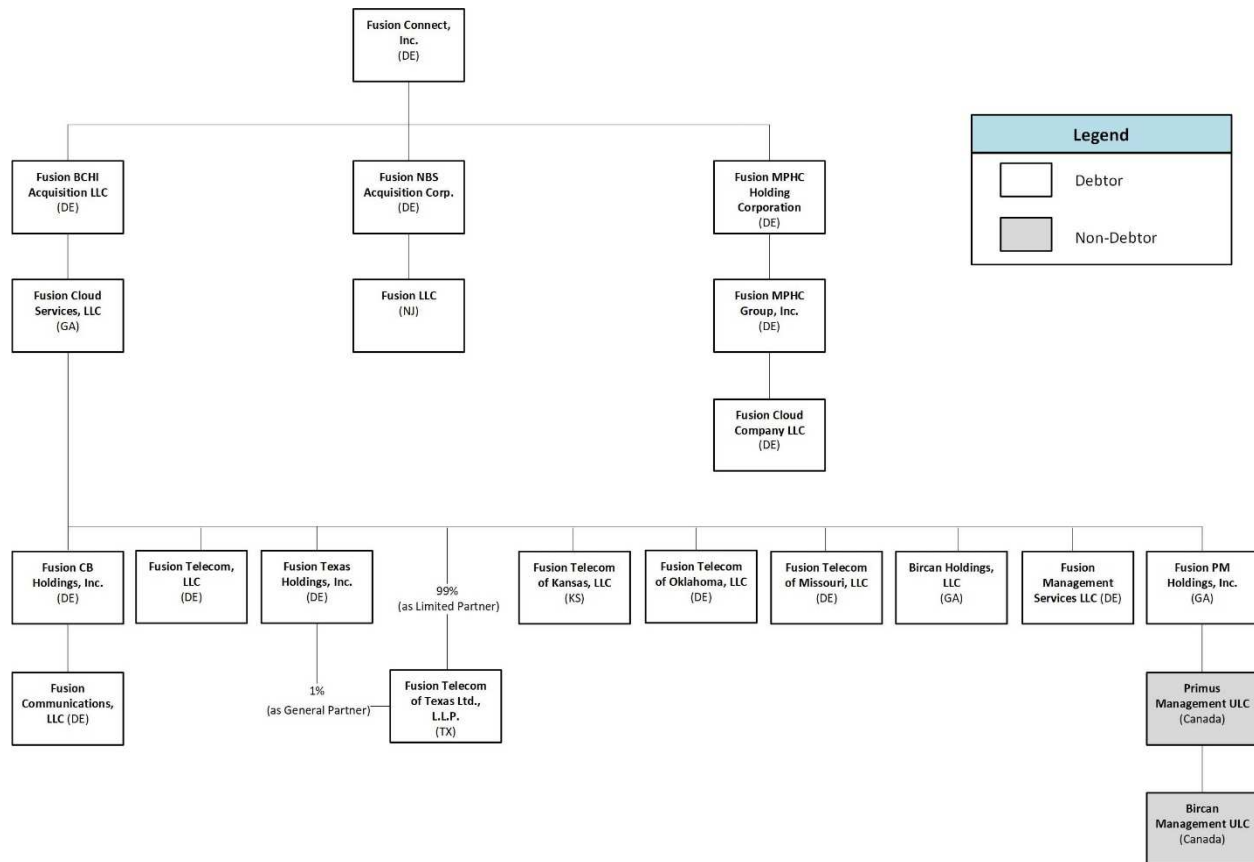 Fusion Connect,
Inc.
(DE)
Legend
Debtor
Non-Debtor
Fusion BCHI
Acquisition LLC
(DE)
Fusion NBS
Acquisition Corp.
(DE)
Fusion MPHC
Holding
Corporation
(DE)
Fusion Cloud
Services, LLC
(GA)
Fusion LLC
(NJ)
Fusion MPHC
Group, Inc.
(DE)
Fusion Cloud
Company LLC
(DE)
Fusion CB
Holdings, Inc.
(DE)
Fusion Telecom,
LLC
(DE)
Fusion Texas
Holdings, Inc.
(DE)
99%
(as Limited Partner)
Fusion Telecom
of Kansas, LLC
(KS)
Fusion Telecom
of Oklahoma, LLC
(DE)
Fusion Telecom
of Missouri, LLC
(DE)
Bircan Holdings,
LLC
(GA)
Fusion
Management
Services LLC (DE)
Fusion PM
Holdings, Inc.
(GA)
Fusion
Communications,
LLC (DE)
1%
(as General Partner)
Fusion Telecom
of Texas Ltd.,
L.L.P.
(TX)
Primus
Management ULC
(Canada)
Bircan
Management ULC
(Canada)